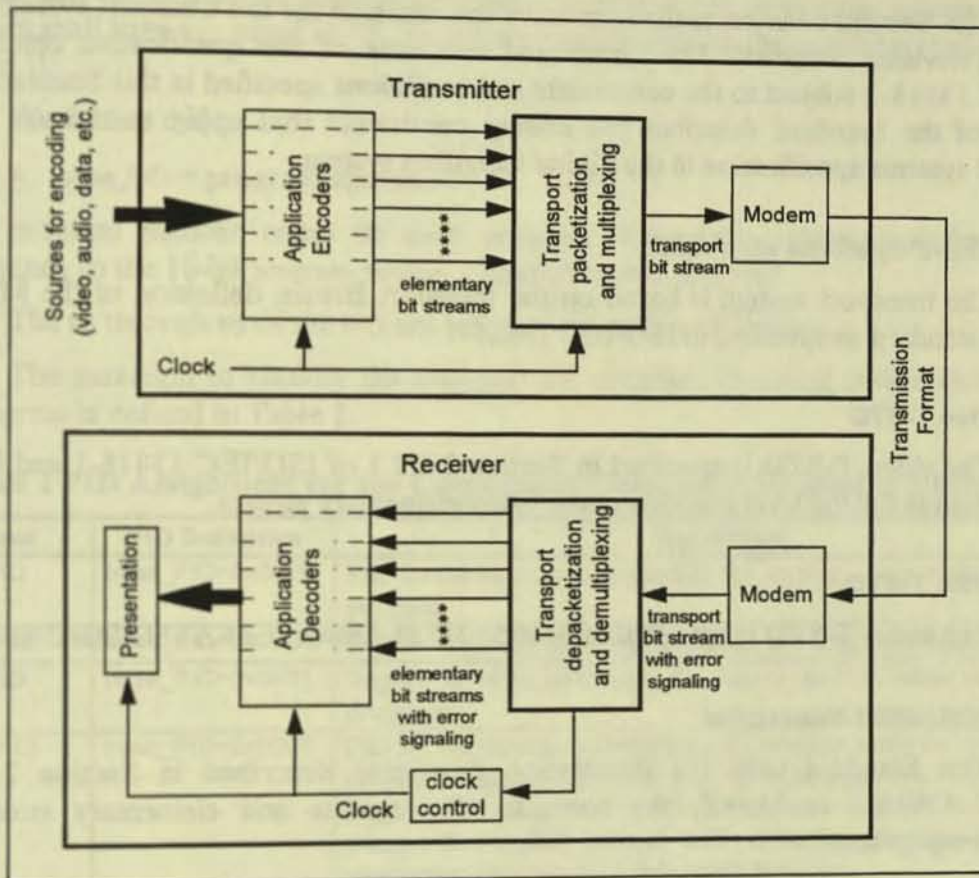 Transmitter
Sources for encoding
(video, audio, data, etc.)
Application
Encoders
****
elementary
bit streams
Transport
packetization
and multiplexing
transport
bit stream
Modem
Clock
Transmission
Format
Receiver
Presentation
Application
Decoders
****
elementary
bit streams
with error
signaling
Transport
depacketization
and demultiplexing
transport
bit stream
with error
signaling
Modem
Clock
clock
control